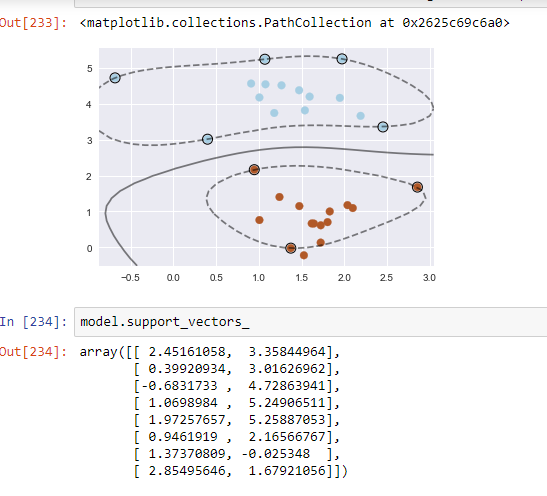 Out[233]: <matplotlib.collections.PathCollection at 0x2625c69c6a0>
5
4
3
2
1
0
−0.5 0.0 0.5 1.0 1.5 2.0 2.5 3.0
In [234]: model.support_vectors_
Out[234]: array([[ 2.45161058,  3.35844964],
[ 0.39920934,  3.01626962],
[-0.6831733 ,  4.72863941],
[ 1.0698984 ,  5.24906511],
[ 1.97257657,  5.25887053],
[ 0.9461919 ,  2.16566767],
[ 1.37370809, -0.025348  ],
[ 2.85495646,  1.67921056]])